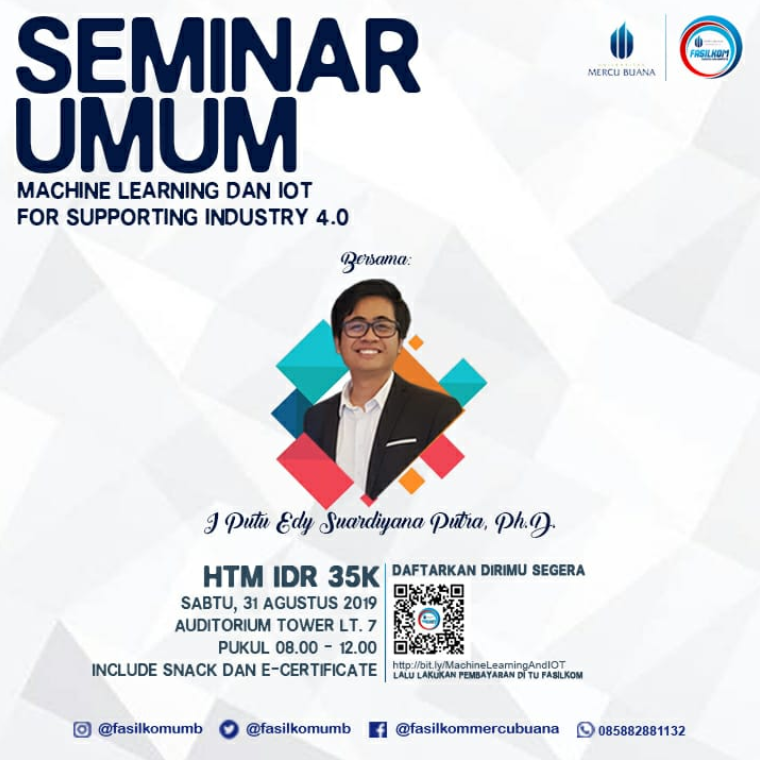 SEMINAR
UMUM
MACHINE LEARNING DAN IOT
FOR SUPPORTING INDUSTRY 4.0
UNIVERSITAS
MERCU BUANA
FASILKOM
Bersama:
I Putu Edy Suardiyana Putra, Ph.D.
HTM IDR 35K
SABTU, 31 AGUSTUS 2019
AUDITORIUM TOWER LT. 7
PUKUL 08.00 - 12.00
INCLUDE SNACK DAN E-CERTIFICATE
DAFTARKAN DIRIMU SEGERA
http://bit.ly/MachineLearningAndIOT
LALU LAKUKAN PEMBAYARAN DI TU FASILKOM
@fasilkomumb
@fasilkomumb
@fasilkommercubuana
085882881132